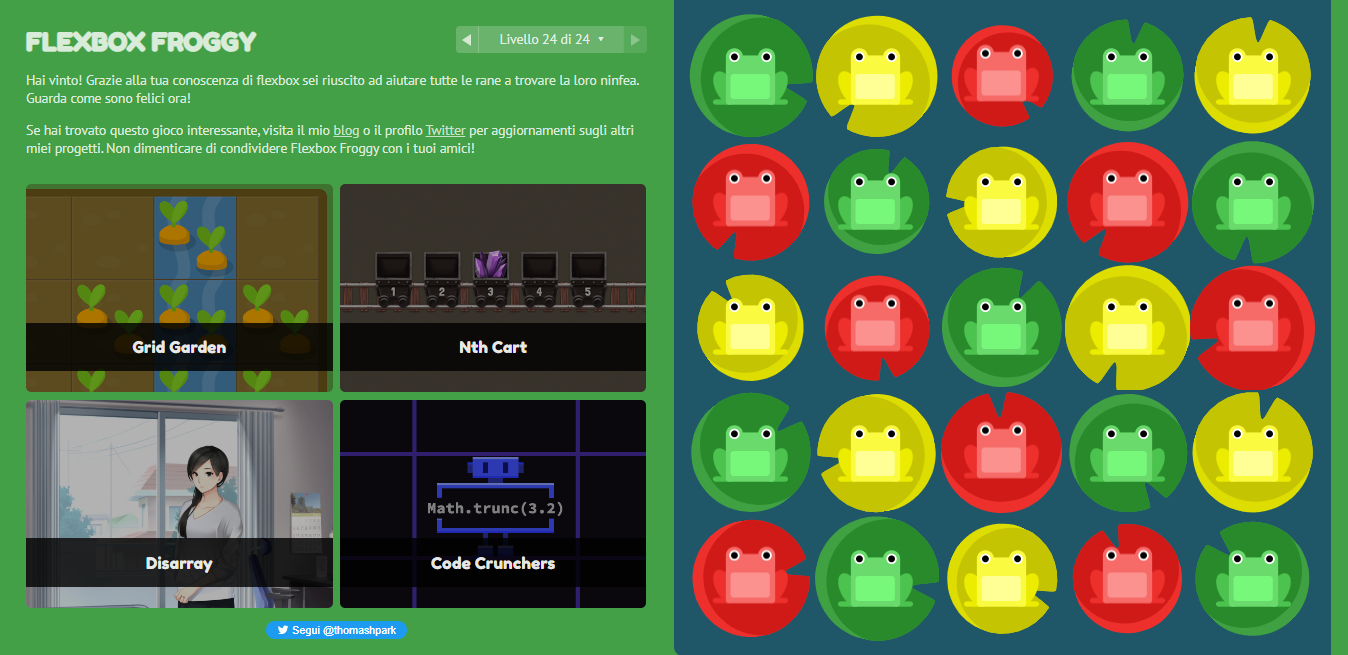 FLEXBOX FROGGY
Livello 24 di 24
Hai vinto! Grazie alla tua conoscenza di flexbox sei riuscito ad aiutare tutte le rane a trovare la loro ninfea.
Guarda come sono felici ora!
Se hai trovato questo gioco interessante, visita il mio blog o il profilo Twitter per aggiornamenti sugli altri
miei progetti. Non dimenticare di condividere Flexbox Froggy con i tuoi amici!
1 2 3 4 5
Grid Garden
Nth Cart
Math.trunc(3.2)
Disarray
Code Crunchers
Segui @thomashpark